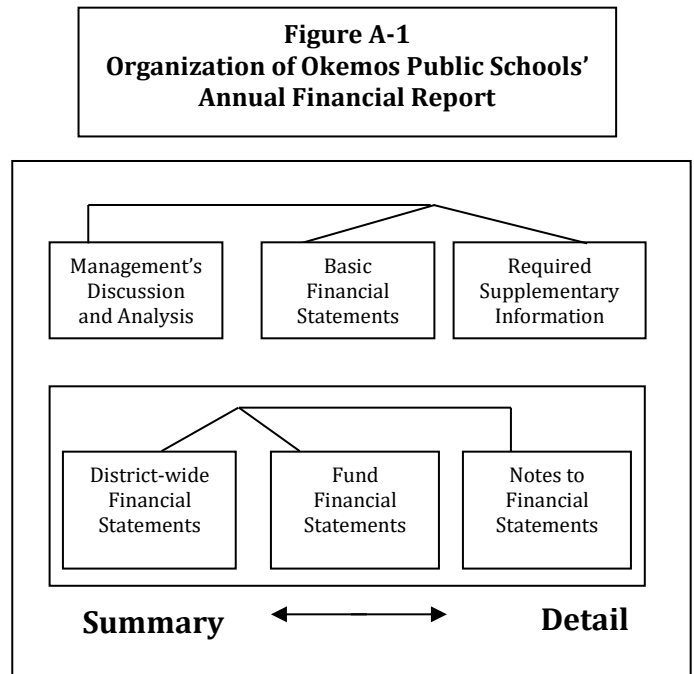 Figure A-1
Organization of Okemos Public Schools’
Annual Financial Report
Management’s
Discussion
and Analysis
Basic
Financial
Statements
Required
Supplementary
Information
District-wide
Financial
Statements
Fund
Financial
Statements
Notes to
Financial
Statements
Summary
Detail